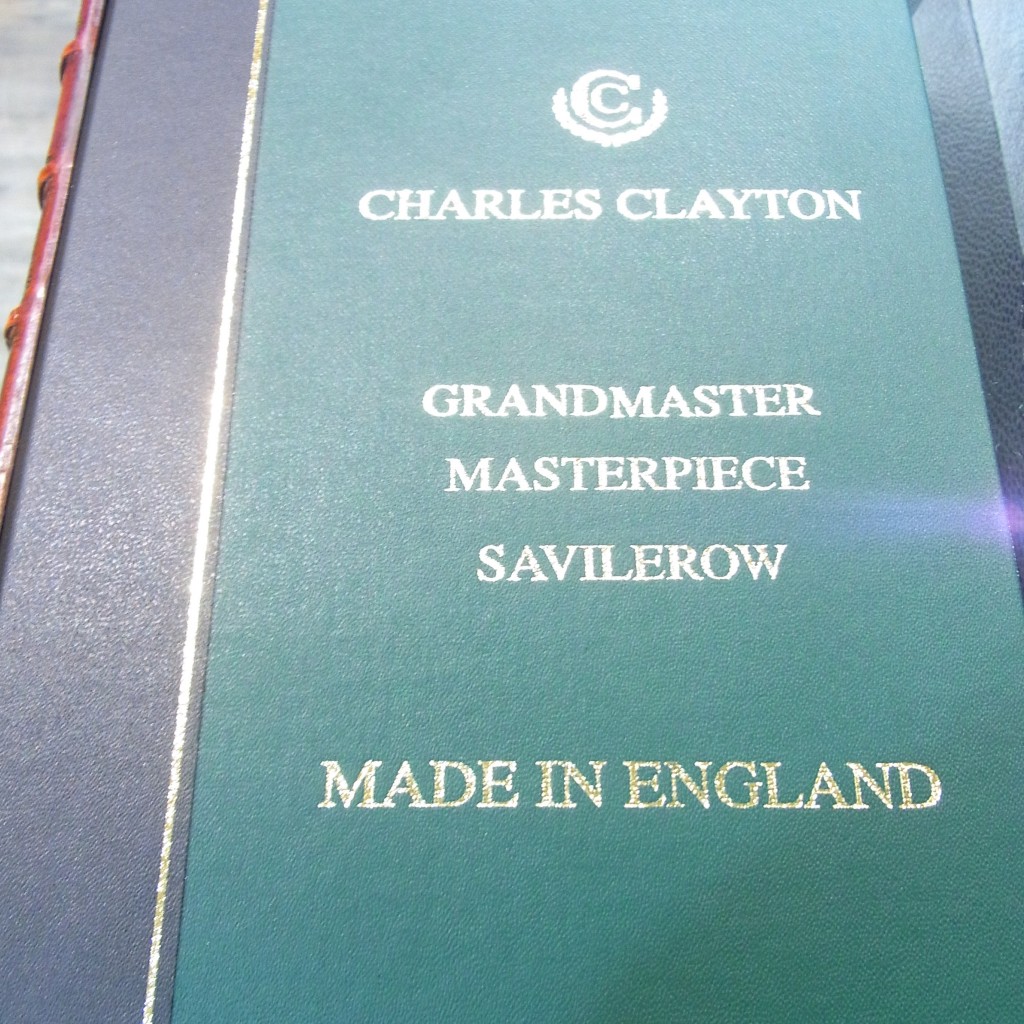 CC
CHARLES CLAYTON
GRANDMASTER
MASTERPIECE
SAVILEROW
MADE IN ENGLAND